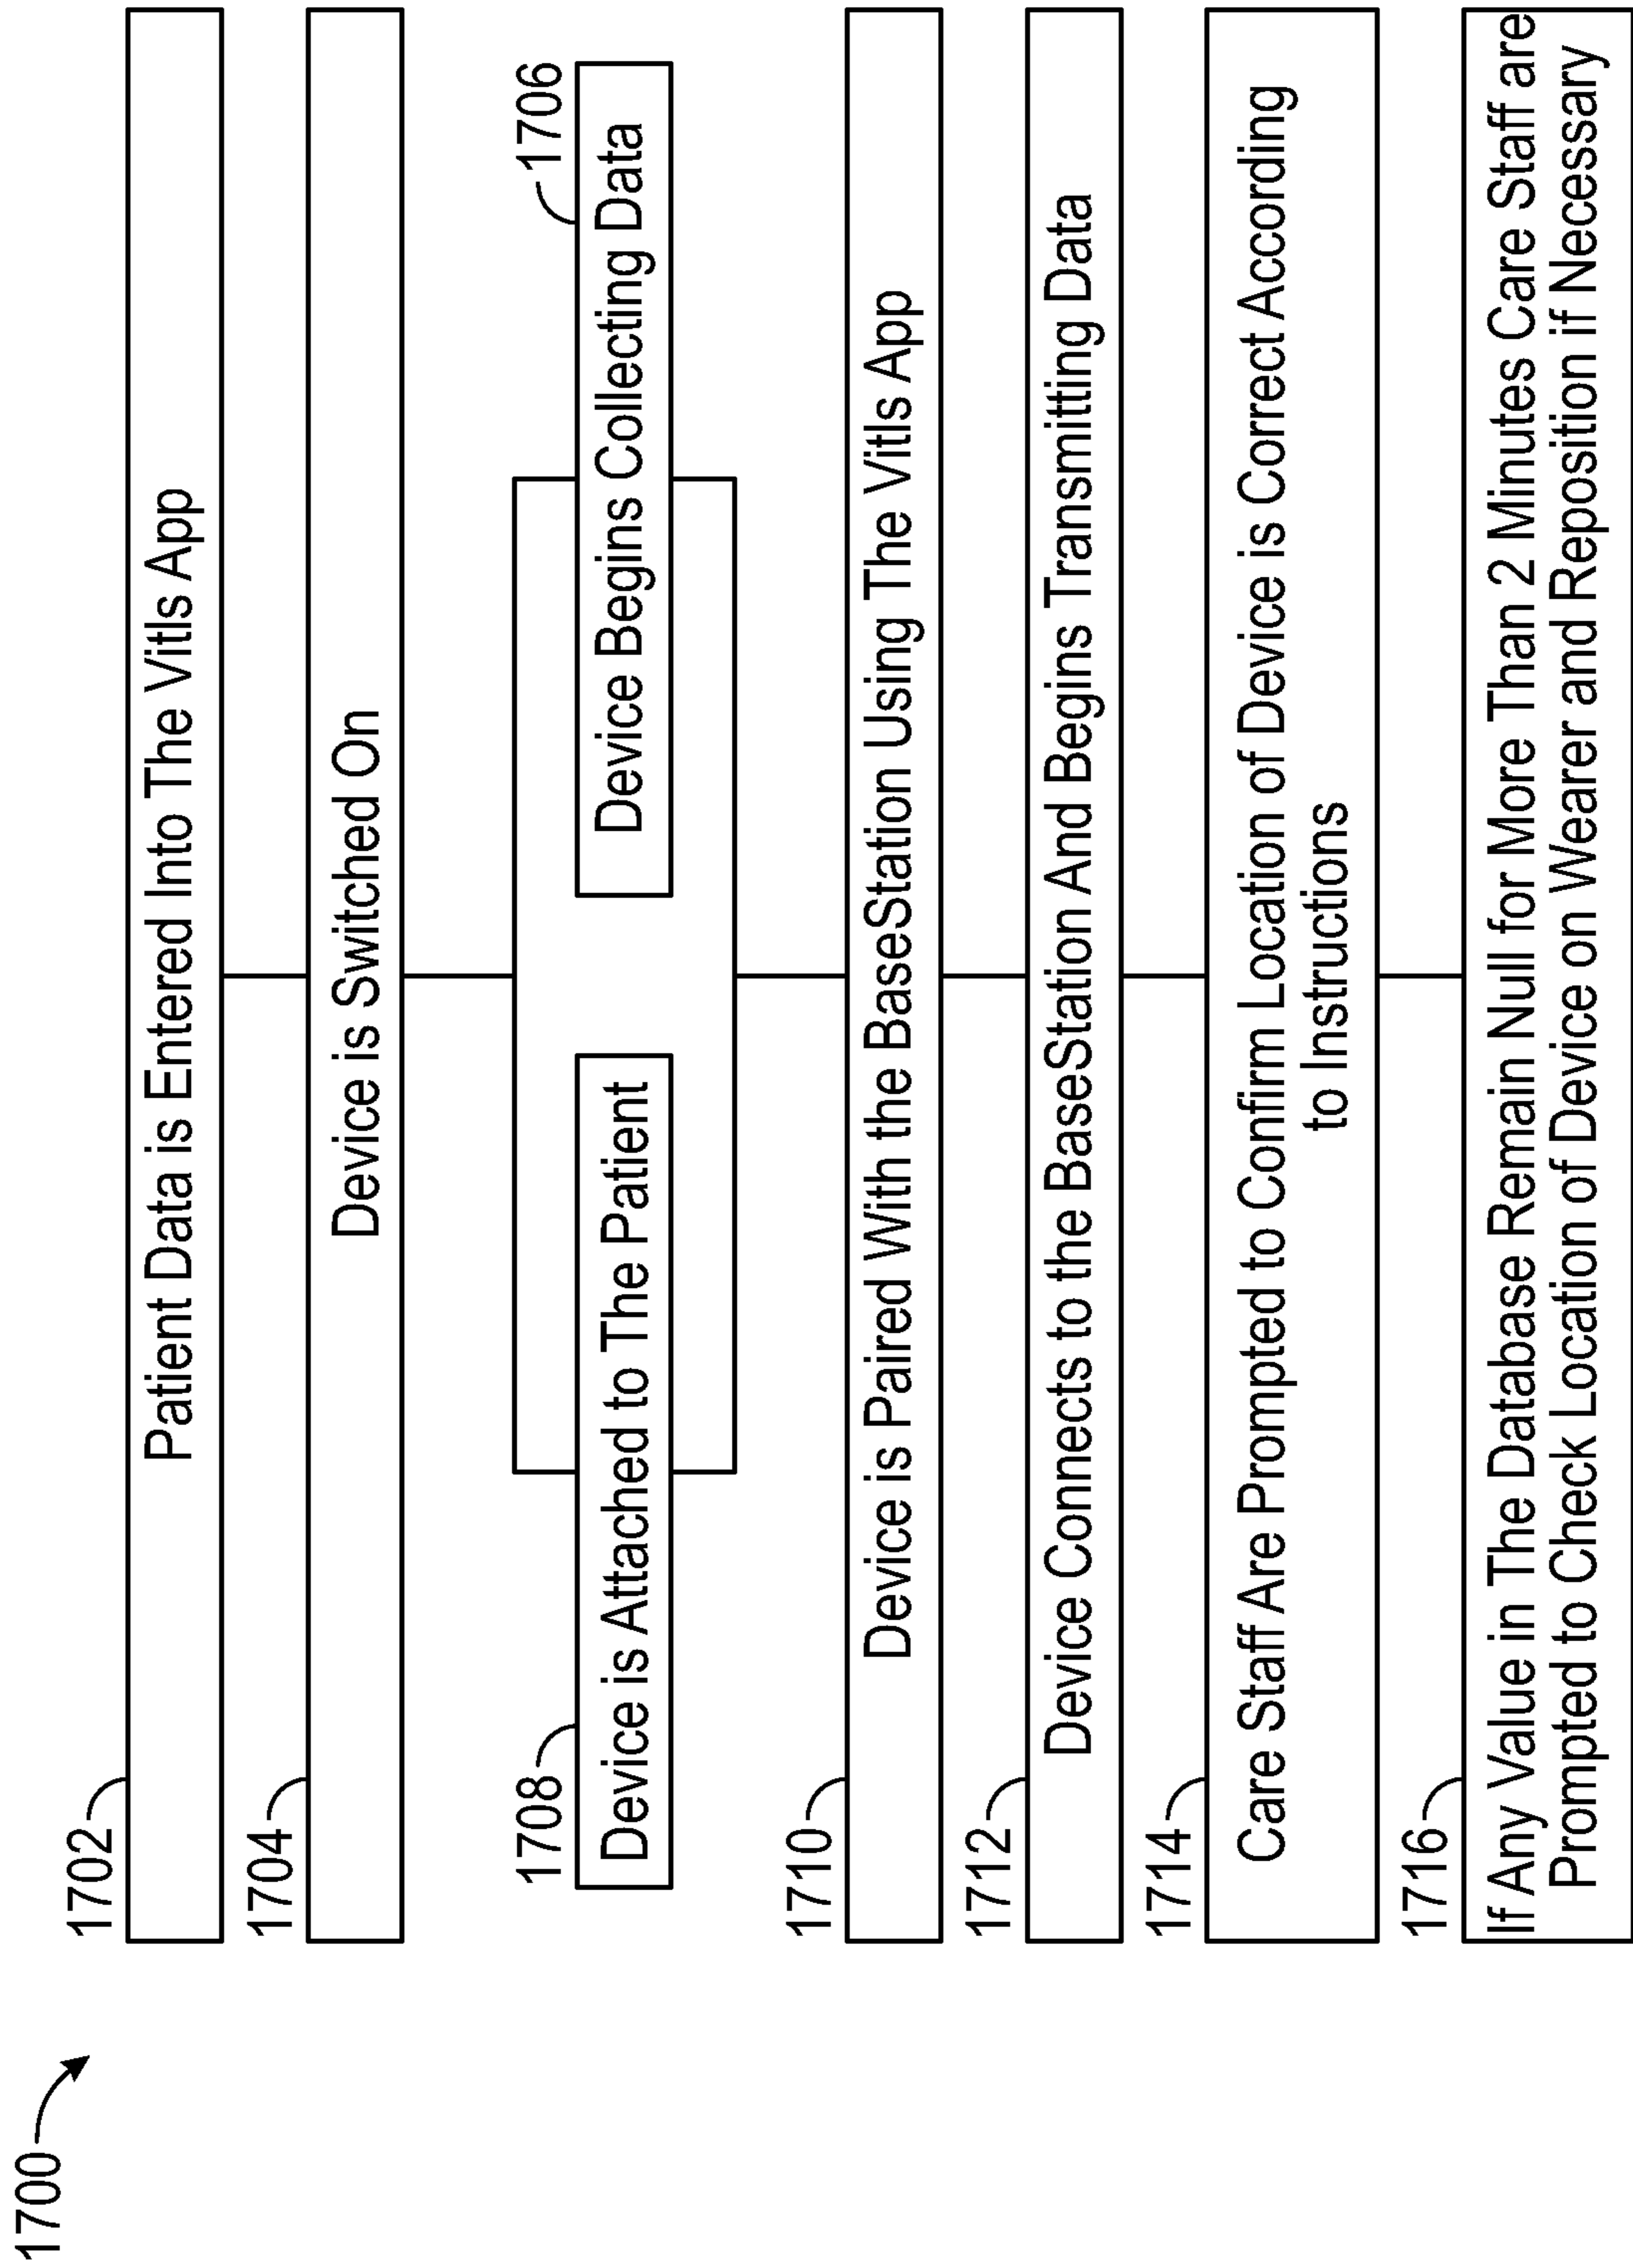 1700
1702
Patient Data is Entered Into The Vitls App
1704
Device is Switched On
1708
Device is Attached to The Patient
1706
Device Begins Collecting Data
1710
Device is Paired With the BaseStation Using The Vitls App
1712
Device Connects to the BaseStation And Begins Transmitting Data
1714
Care Staff Are Prompted to Confirm Location of Device is Correct According
to Instructions
1716
If Any Value in The Database Remain Null for More Than 2 Minutes Care Staff are
Prompted to Check Location of Device on Wearer and Reposition if Necessary